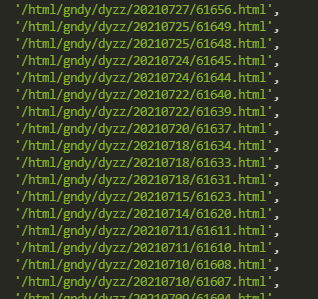 '/html/gndy/dyzz/20210727/61656.html',
'/html/gndy/dyzz/20210725/61649.html',
'/html/gndy/dyzz/20210725/61648.html',
'/html/gndy/dyzz/20210724/61645.html',
'/html/gndy/dyzz/20210724/61644.html',
'/html/gndy/dyzz/20210722/61640.html',
'/html/gndy/dyzz/20210722/61639.html',
'/html/gndy/dyzz/20210720/61637.html',
'/html/gndy/dyzz/20210718/61634.html',
'/html/gndy/dyzz/20210718/61633.html',
'/html/gndy/dyzz/20210718/61631.html',
'/html/gndy/dyzz/20210715/61623.html',
'/html/gndy/dyzz/20210714/61620.html',
'/html/gndy/dyzz/20210711/61611.html',
'/html/gndy/dyzz/20210711/61610.html',
'/html/gndy/dyzz/20210710/61608.html',
'/html/gndy/dyzz/20210710/61607.html',
'/html/gndy/dyzz/20210709/61604.html',